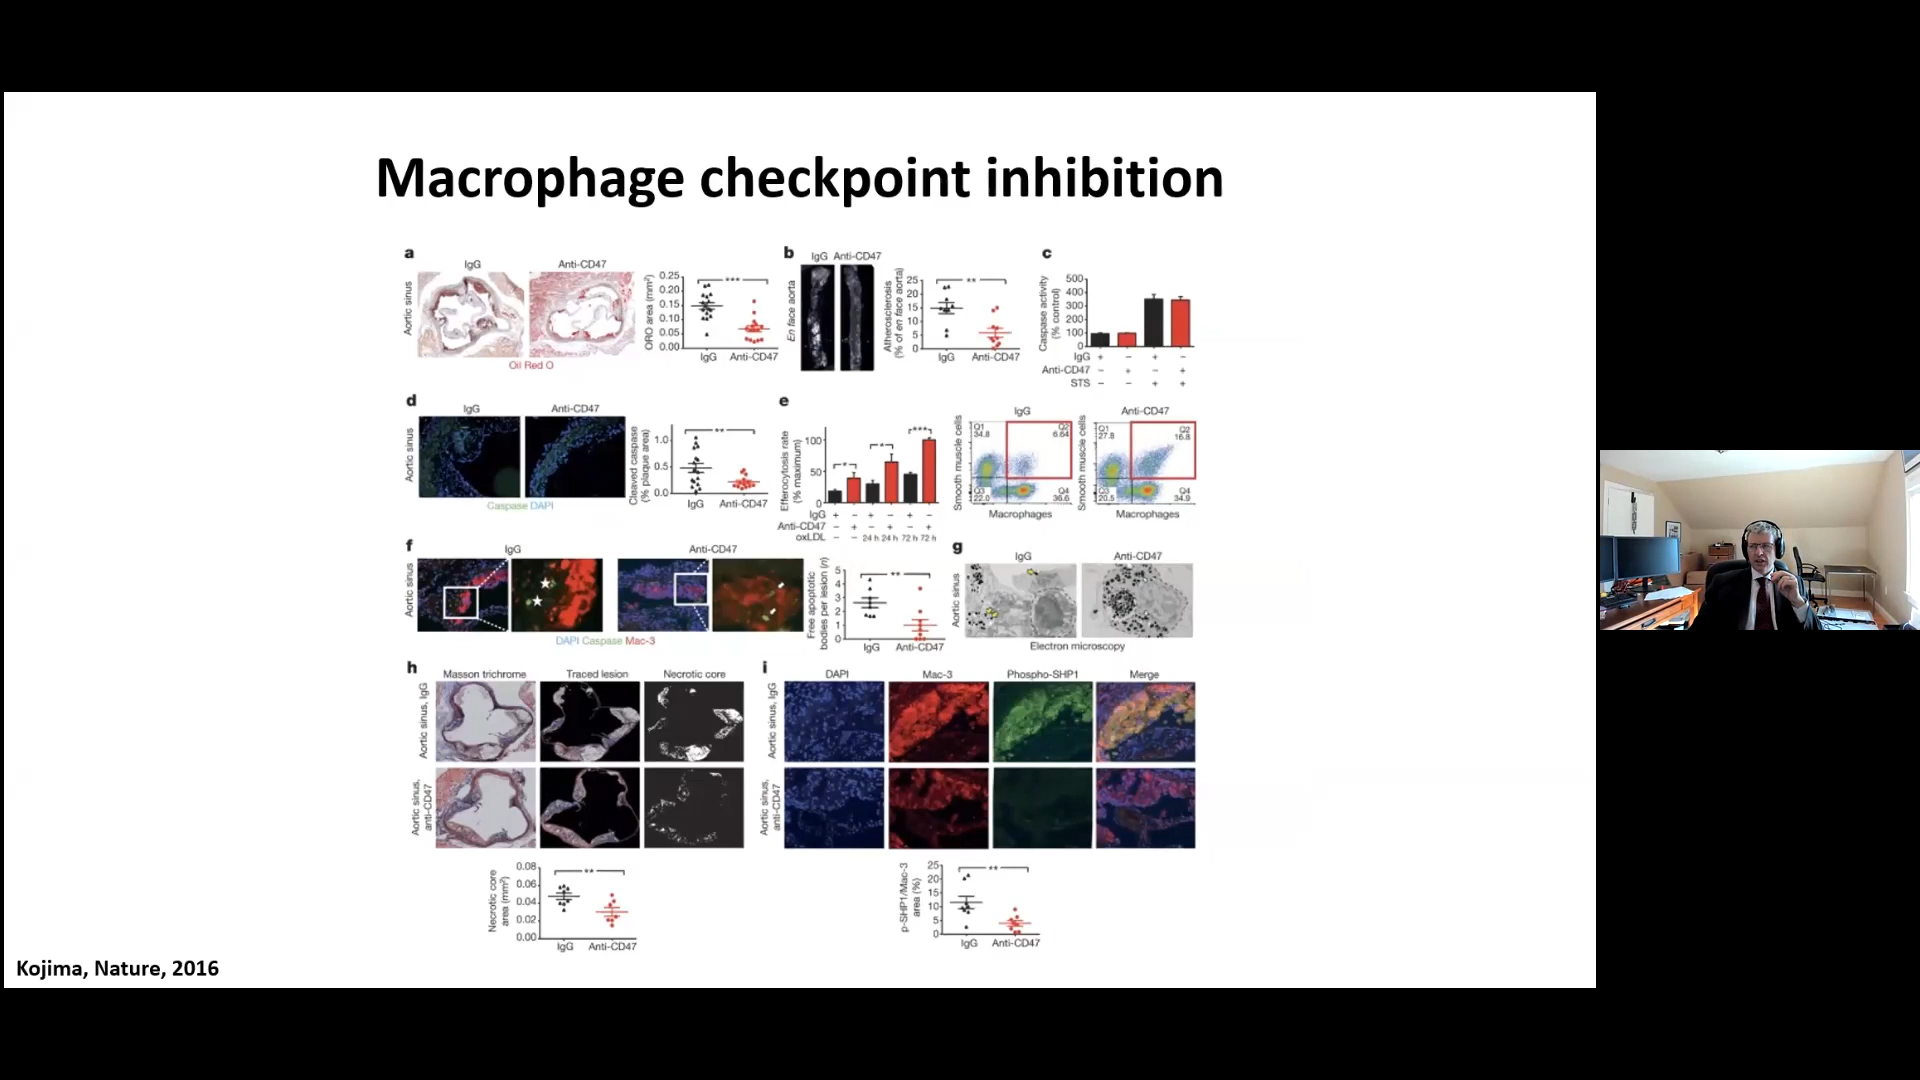 Macrophage checkpoint inhibition
a
IgG
Anti-CD47
Aortic sinus
Oil Red O
ORO area (mm²)
0.25
0.20
0.15
0.10
0.05
0.00
***
IgG
Anti-CD47
b
IgG Anti-CD47
En face aorta
Atherosclerosis
(% of en face aorta)
25
20
15
10
5
0
**
IgG
Anti-CD47
c
Caspase activity
(% control)
500
400
300
200
100
0
IgG + – + –
Anti-CD47 – + – +
STS – – + +
d
IgG
Anti-CD47
Aortic sinus
Caspase DAPI
Cleaved caspase
(% plaque area)
1.0
0.5
0.0
**
IgG
Anti-CD47
e
Efferocytosis rate
(% maximum)
100
50
0
*
*
***
IgG + – + – + –
Anti-CD47 – + – + – +
oxLDL – – 24 h 24 h 72 h 72 h
IgG
Smooth muscle cells
Q1
34.8
Q2
6.64
Q3
22.0
Q4
36.6
Macrophages
Anti-CD47
Smooth muscle cells
Q1
27.8
Q2
16.8
Q3
20.5
Q4
34.9
Macrophages
f
IgG
Anti-CD47
Aortic sinus
DAPI Caspase Mac-3
Free apoptotic
bodies per lesion (n)
5
4
3
2
1
0
**
IgG
Anti-CD47
g
IgG
Anti-CD47
Aortic sinus
Electron microscopy
h
Masson trichrome
Traced lesion
Necrotic core
Aortic sinus, IgG
Aortic sinus,
anti-CD47
Necrotic core
area (mm²)
0.08
0.06
0.04
0.02
0.00
**
IgG
Anti-CD47
i
DAPI
Mac-3
Phospho-SHP1
Merge
Aortic sinus, IgG
Aortic sinus,
anti-CD47
p-SHP1/Mac-3
area (%)
25
20
15
10
5
0
**
IgG
Anti-CD47
Kojima, Nature, 2016